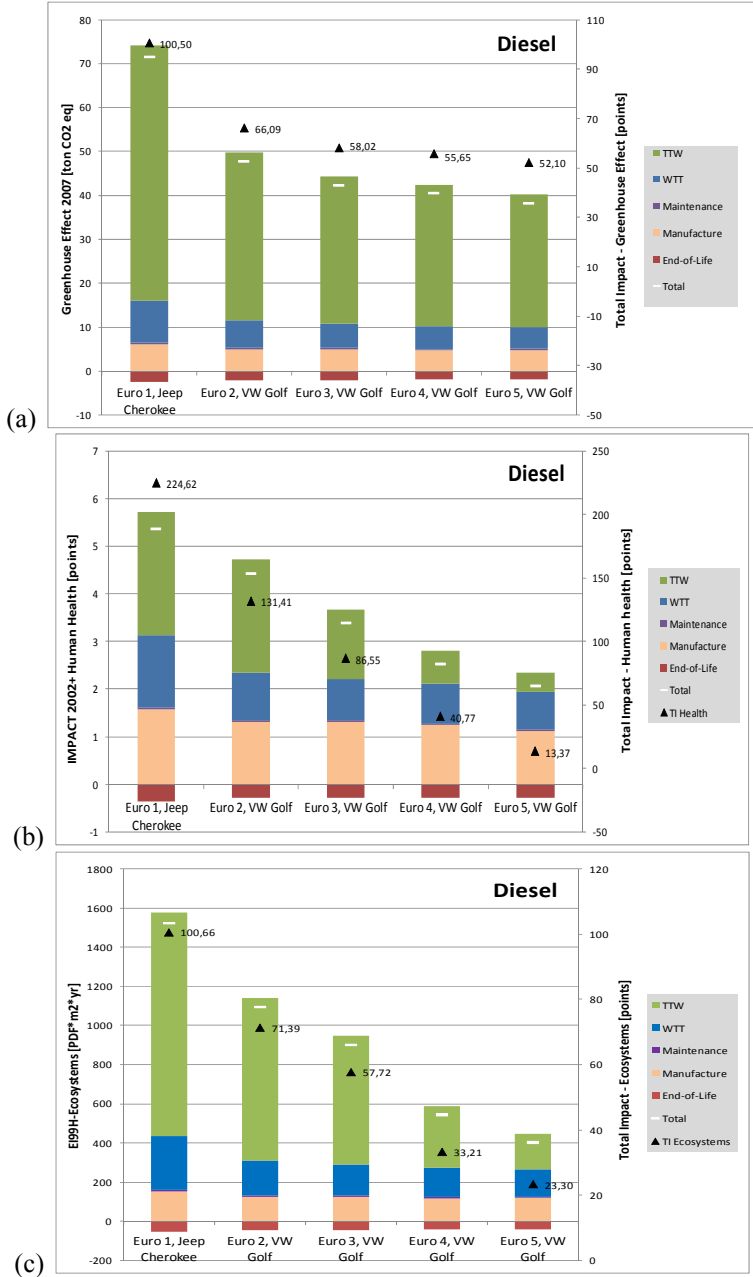 Diesel
Greenhouse Effect 2007 [ton CO2 eq]
80
70
60
50
40
30
20
10
0
-10
100,50
66,09
58,02
55,65
52,10
110
90
70
50
30
10
-10
-30
-50
Total Impact - Greenhouse Effect [points]
TTW
WTT
Maintenance
Manufacture
End-of-Life
Total
Euro 1, Jeep
Cherokee
Euro 2, VW Golf
Euro 3, VW Golf
Euro 4, VW Golf
Euro 5, VW Golf
(a)
Diesel
IMPACT 2002+ Human Health [points]
7
6
5
4
3
2
1
0
-1
224,62
131,41
86,55
40,77
13,37
250
200
150
100
50
0
-50
Total Impact - Human health [points]
TTW
WTT
Maintenance
Manufacture
End-of-Life
Total
TI Health
Euro 1, Jeep
Cherokee
Euro 2, VW Golf
Euro 3, VW Golf
Euro 4, VW Golf
Euro 5, VW Golf
(b)
Diesel
EI99H-Ecosystems [PDF*m2*yr]
1800
1600
1400
1200
1000
800
600
400
200
0
-200
100,66
71,39
57,72
33,21
23,30
120
100
80
60
40
20
0
Total Impact - Ecosystems [points]
TTW
WTT
Maintenance
Manufacture
End-of-Life
Total
TI Ecosystems
Euro 1, Jeep
Cherokee
Euro 2, VW
Golf
Euro 3, VW
Golf
Euro 4, VW
Golf
Euro 5, VW
Golf
(c)